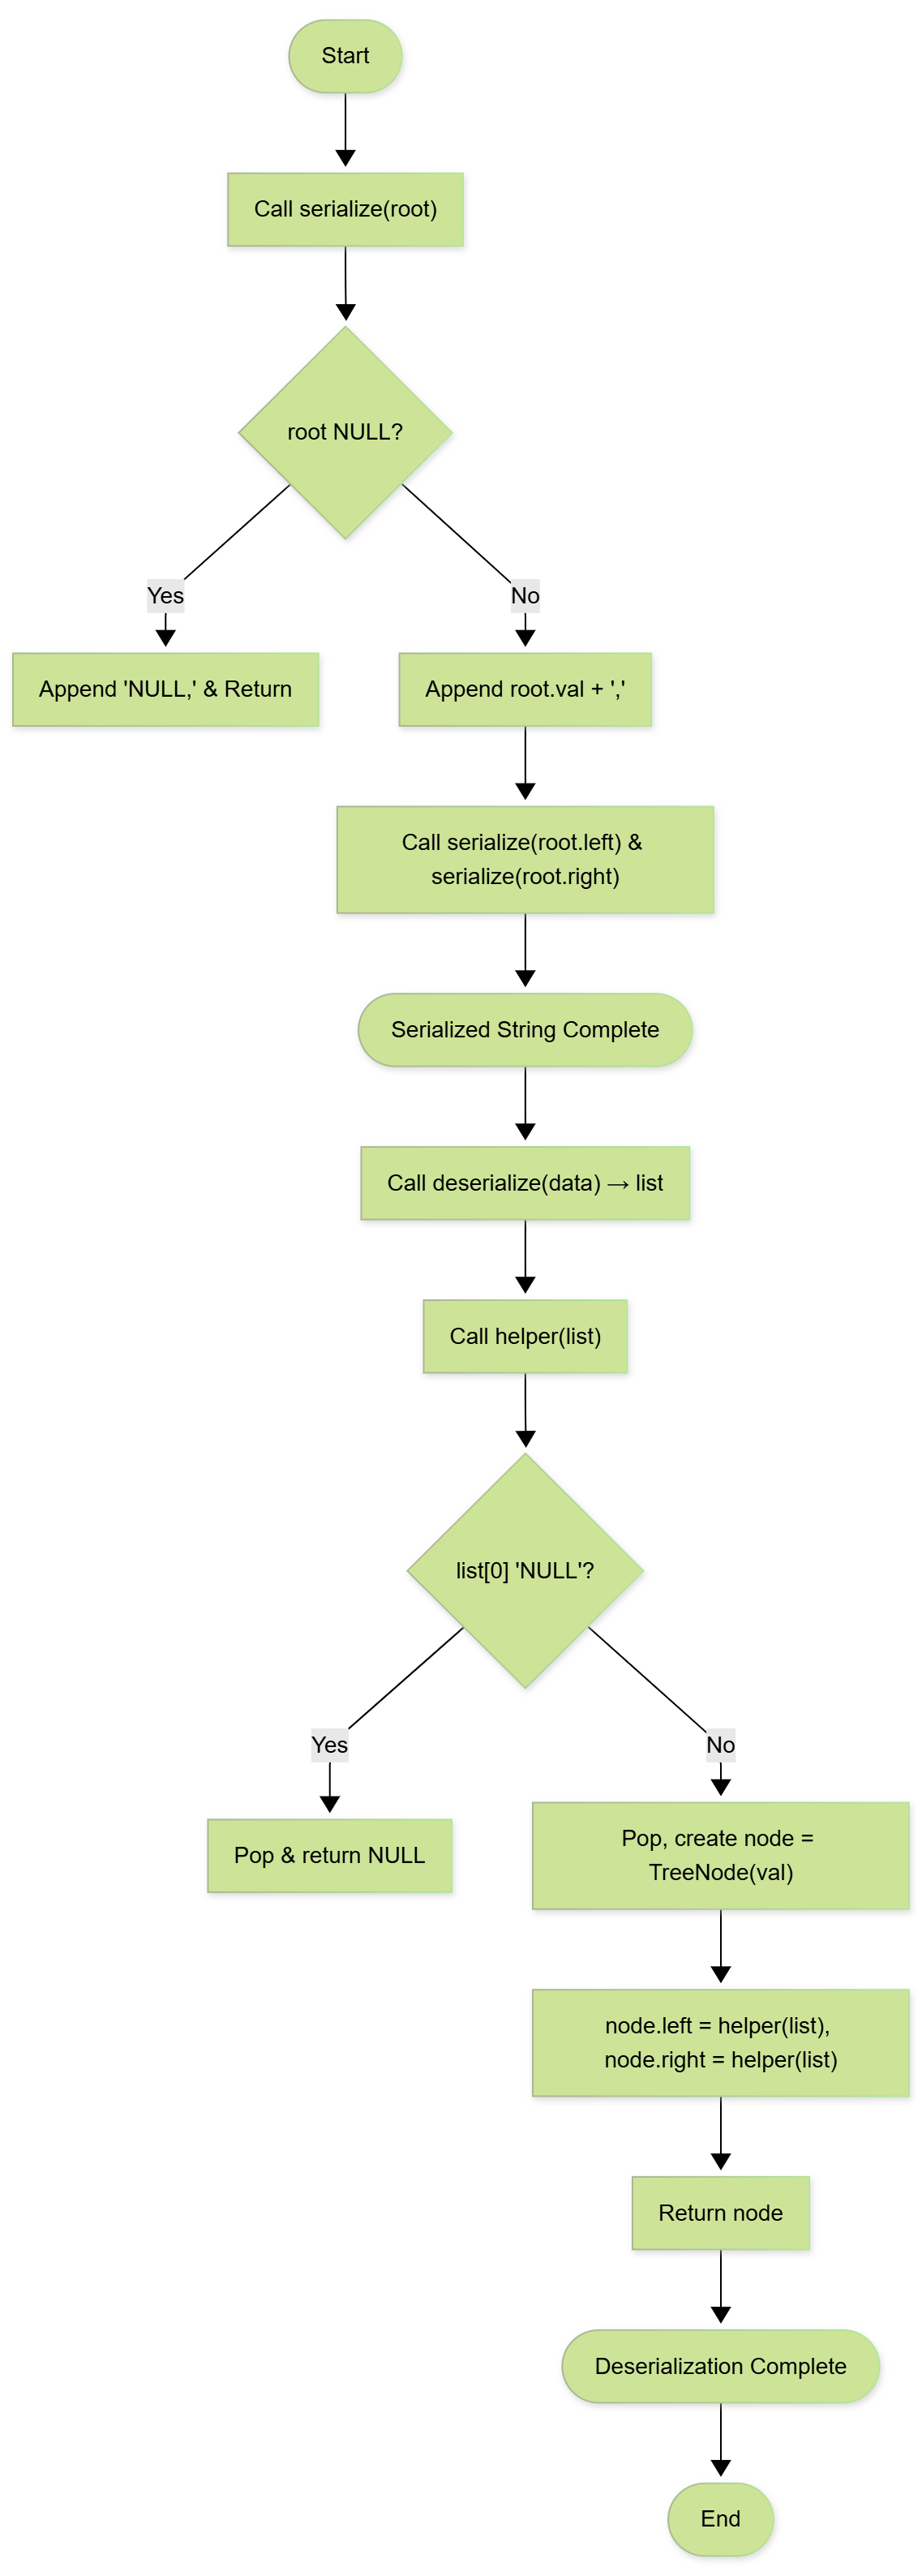 Start
Call serialize(root)
root NULL?
Yes
No
Append 'NULL,' & Return
Append root.val + ','
Call serialize(root.left) &
serialize(root.right)
Serialized String Complete
Call deserialize(data) → list
Call helper(list)
list[0] 'NULL'?
Yes
No
Pop & return NULL
Pop, create node =
TreeNode(val)
node.left = helper(list),
node.right = helper(list)
Return node
Deserialization Complete
End